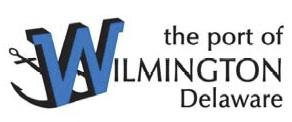 the port of
WILMINGTON
Delaware